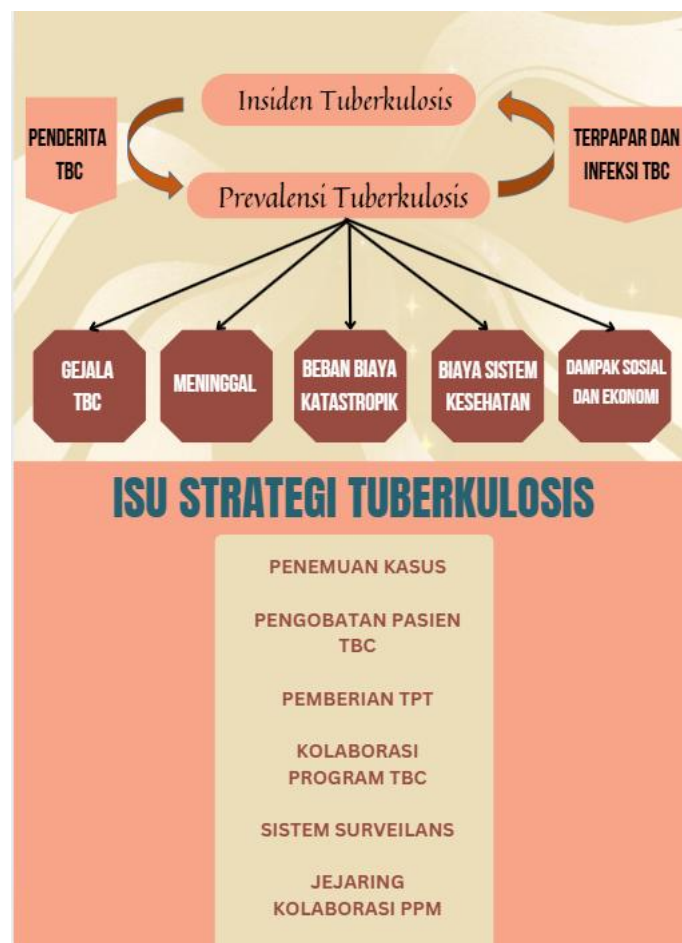 Insiden Tuberkulosis
PENDERITA
TBC
TERPAPAR DAN
INFEKSI TBC
Prevalensi Tuberkulosis
GEJALA
TBC
MENINGGAL
BEBAN BIAYA
KATASTROPIK
BIAYA SISTEM
KESEHATAN
DAMPAK SOSIAL
DAN EKONOMI
ISU STRATEGI TUBERKULOSIS
PENEMUAN KASUS
PENGOBATAN PASIEN
TBC
PEMBERIAN TPT
KOLABORASI
PROGRAM TBC
SISTEM SURVEILANS
JEJARING
KOLABORASI PPM